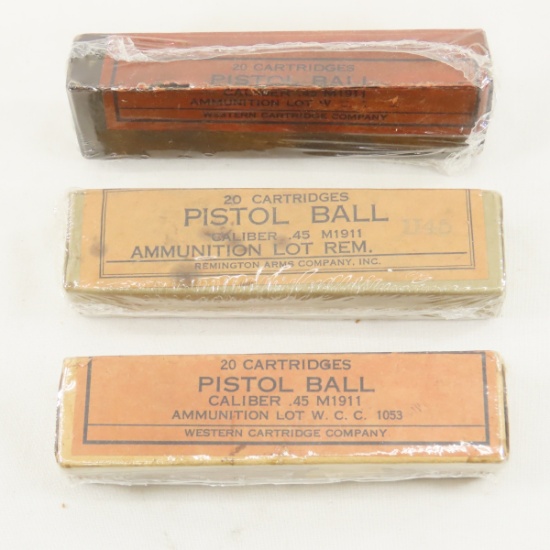 20 CARTRIDGES
PISTOL BALL
CALIBER .45 M1911
AMMUNITION LOT W.
WESTERN CARTRIDGE COMPANY
20 CARTRIDGES
PISTOL BALL
CALIBER .45 M1911
AMMUNITION LOT REM.
REMINGTON ARMS COMPANY, INC.
20 CARTRIDGES
PISTOL BALL
CALIBER .45 M1911
AMMUNITION LOT W. C. C. 1053
WESTERN CARTRIDGE COMPANY